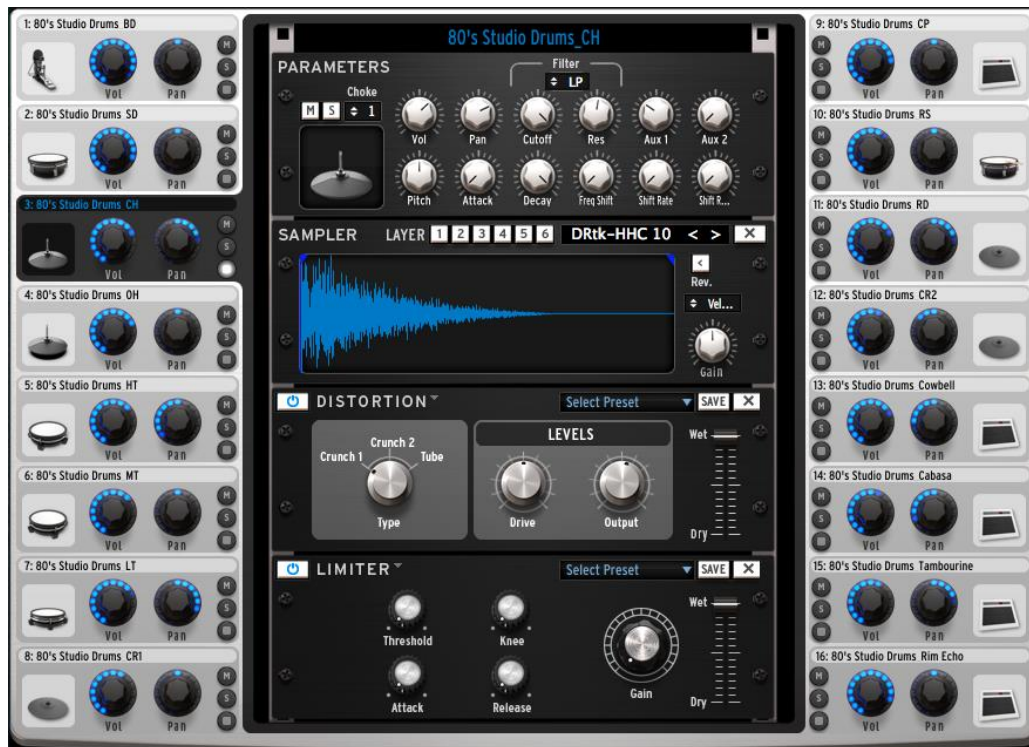 1: 80's Studio Drums BD
Vol Pan M S
2: 80's Studio Drums SD
Vol Pan M S
3: 80's Studio Drums CH
Vol Pan M S
4: 80's Studio Drums OH
Vol Pan M S
5: 80's Studio Drums HT
Vol Pan M S
6: 80's Studio Drums MT
Vol Pan M S
7: 80's Studio Drums LT
Vol Pan M S
8: 80's Studio Drums CR1
Vol Pan M S
80's Studio Drums_CH
PARAMETERS
Filter
LP
Choke
M S 1
Vol Pan Cutoff Res Aux 1 Aux 2
Pitch Attack Decay Freq Shift Shift Rate Shift R...
SAMPLER LAYER 1 2 3 4 5 6 DRtk-HHC 10 < > X
<
Rev.
Vel...
Gain
DISTORTION Select Preset SAVE X
LEVELS
Crunch 1 Crunch 2 Tube
Type
Drive Output
Wet
Dry
LIMITER Select Preset SAVE X
Threshold Knee
Attack Release
Gain
Wet
Dry
9: 80's Studio Drums CP
M S Vol Pan
10: 80's Studio Drums RS
M S Vol Pan
11: 80's Studio Drums RD
M S Vol Pan
12: 80's Studio Drums CR2
M S Vol Pan
13: 80's Studio Drums Cowbell
M S Vol Pan
14: 80's Studio Drums Cabasa
M S Vol Pan
15: 80's Studio Drums Tambourine
M S Vol Pan
16: 80's Studio Drums Rim Echo
M S Vol Pan